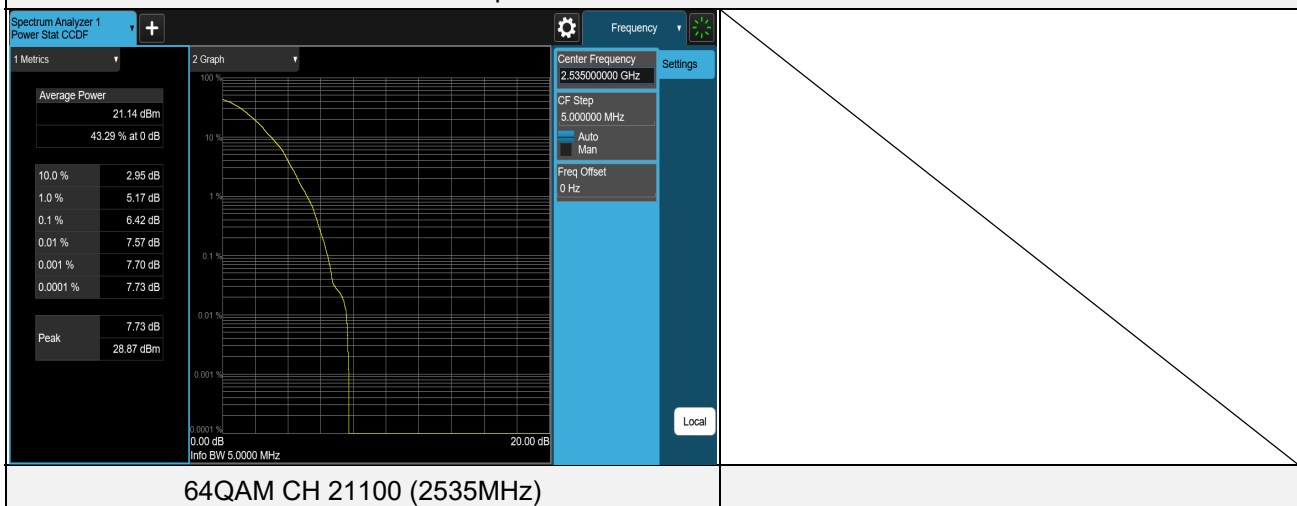 Spectrum Analyzer 1
Power Stat CCDF
+
Frequency
1 Metrics
2 Graph
Average Power
21.14 dBm
43.29 % at 0 dB
10.0 % 2.95 dB
1.0 % 5.17 dB
0.1 % 6.42 dB
0.01 % 7.57 dB
0.001 % 7.70 dB
0.0001 % 7.73 dB
Peak 7.73 dB
28.87 dBm
100 %
10 %
1 %
0.1 %
0.01 %
0.001 %
0.0001 %
0.00 dB 20.00 dB
Info BW 5.0000 MHz
Center Frequency
2.535000000 GHz
CF Step
5.000000 MHz
Auto
Man
Freq Offset
0 Hz
Settings
Local
64QAM CH 21100 (2535MHz)